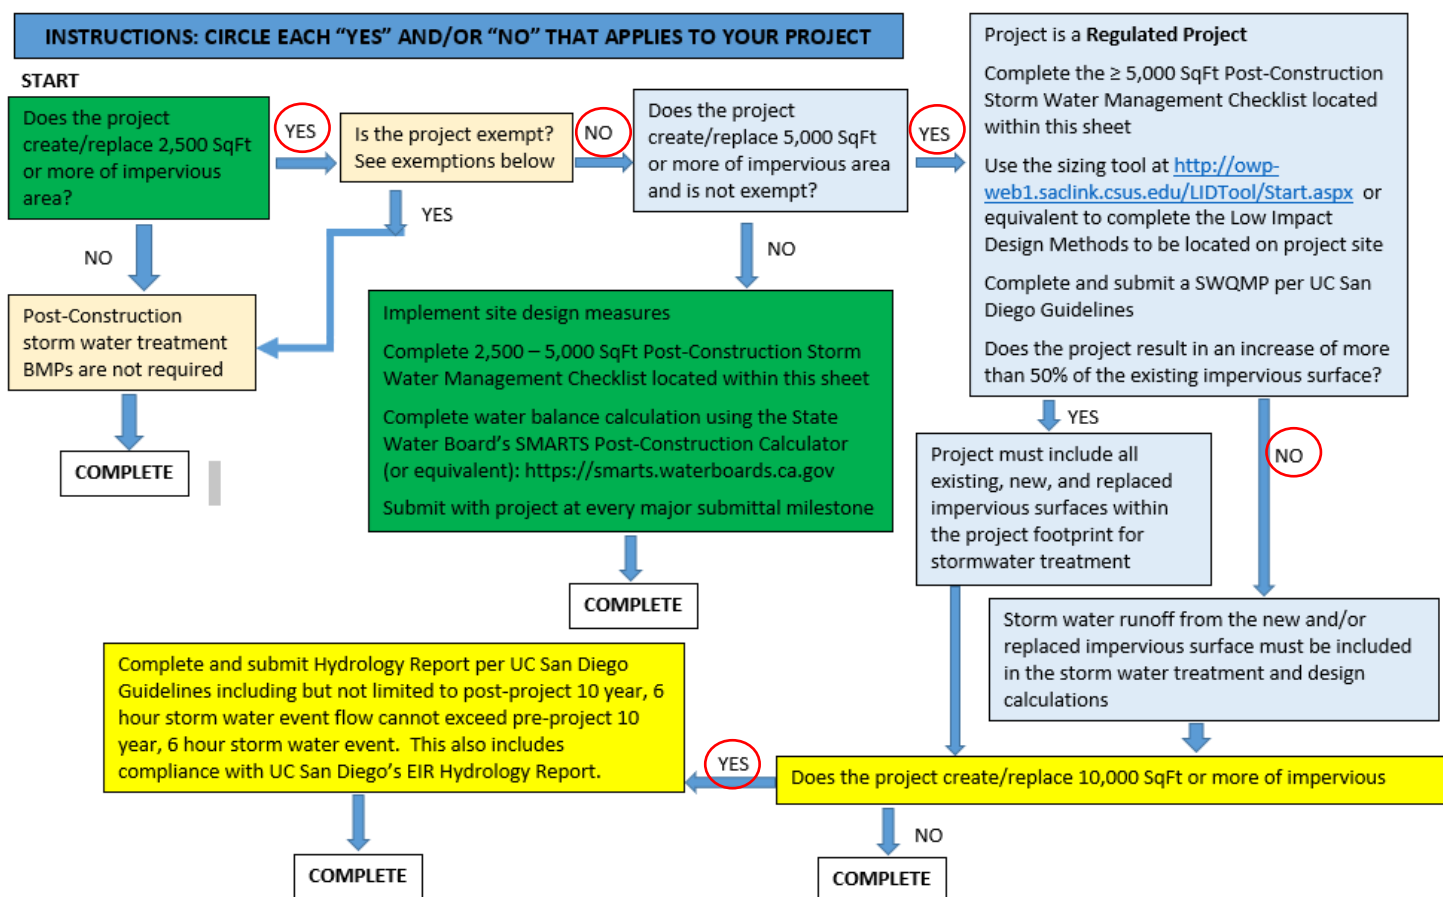 INSTRUCTIONS: CIRCLE EACH “YES” AND/OR “NO” THAT APPLIES TO YOUR PROJECT
START
Does the project
create/replace 2,500 SqFt
or more of impervious
area?
YES
Is the project exempt?
See exemptions below
NO
Does the project
create/replace 5,000 SqFt
or more of impervious area
and is not exempt?
YES
Project is a Regulated Project
Complete the ≥ 5,000 SqFt Post-Construction
Storm Water Management Checklist located
within this sheet
Use the sizing tool at http://owp-
web1.saclink.csus.edu/LIDTool/Start.aspx or
equivalent to complete the Low Impact
Design Methods to be located on project site
Complete and submit a SWQMP per UC San
Diego Guidelines
Does the project result in an increase of more
than 50% of the existing impervious surface?
NO
YES
NO
Post-Construction
storm water treatment
BMPs are not required
COMPLETE
Implement site design measures
Complete 2,500 – 5,000 SqFt Post-Construction Storm
Water Management Checklist located within this sheet
Complete water balance calculation using the State
Water Board’s SMARTS Post-Construction Calculator
(or equivalent): https://smarts.waterboards.ca.gov
Submit with project at every major submittal milestone
COMPLETE
YES
NO
Project must include all
existing, new, and replaced
impervious surfaces within
the project footprint for
stormwater treatment
Storm water runoff from the new and/or
replaced impervious surface must be included
in the storm water treatment and design
calculations
Does the project create/replace 10,000 SqFt or more of impervious
YES
Complete and submit Hydrology Report per UC San Diego
Guidelines including but not limited to post-project 10 year, 6
hour storm water event flow cannot exceed pre-project 10
year, 6 hour storm water event.  This also includes
compliance with UC San Diego’s EIR Hydrology Report.
NO
COMPLETE
COMPLETE